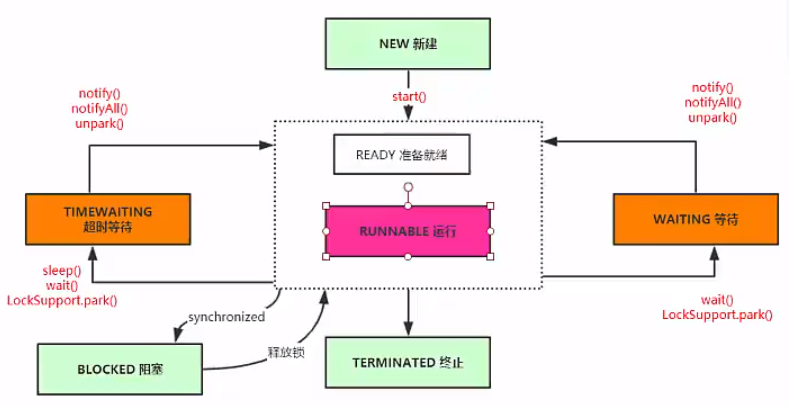 NEW 新建
start()
notify()
notifyAll()
unpark()
notify()
notifyAll()
unpark()
READY 准备就绪
TIMEWAITING
超时等待
RUNNABLE 运行
WAITING 等待
sleep()
wait()
LockSupport.park()
wait()
LockSupport.park()
synchronized
释放锁
BLOCKED 阻塞
TERMINATED 终止